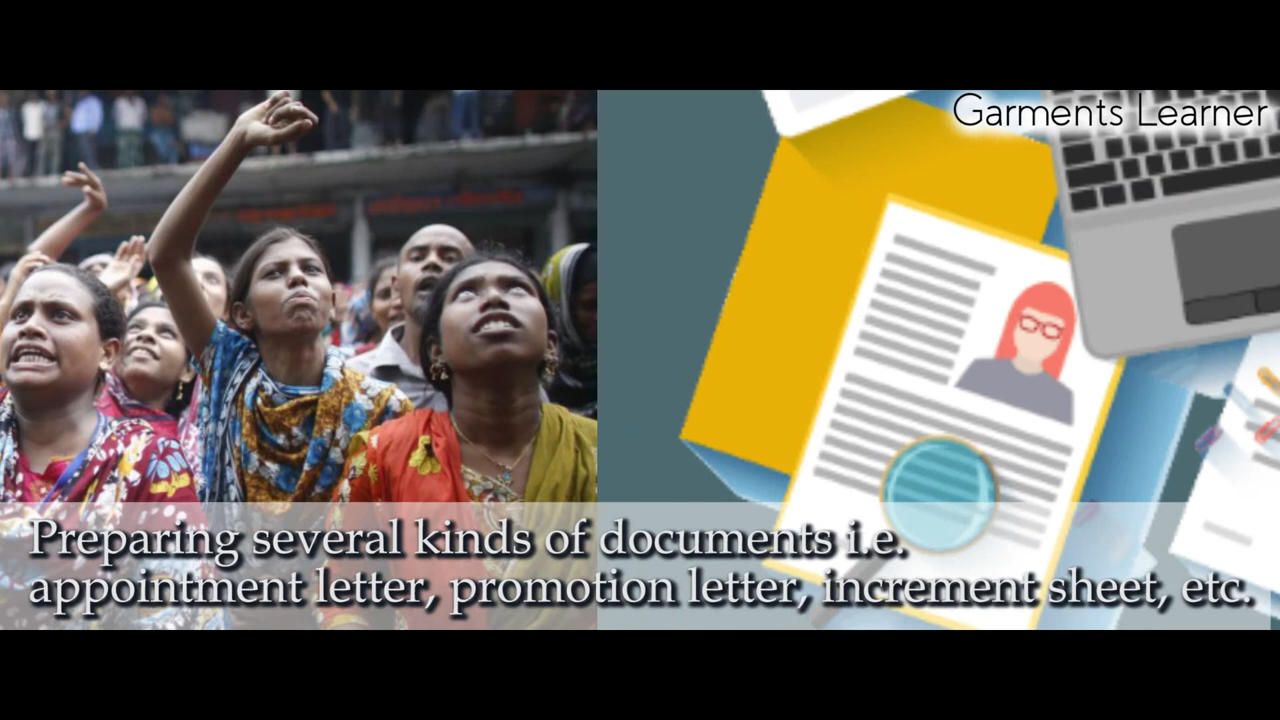 Garments Learner
Preparing several kinds of documents i.e.
appointment letter, promotion letter, increment sheet, etc.